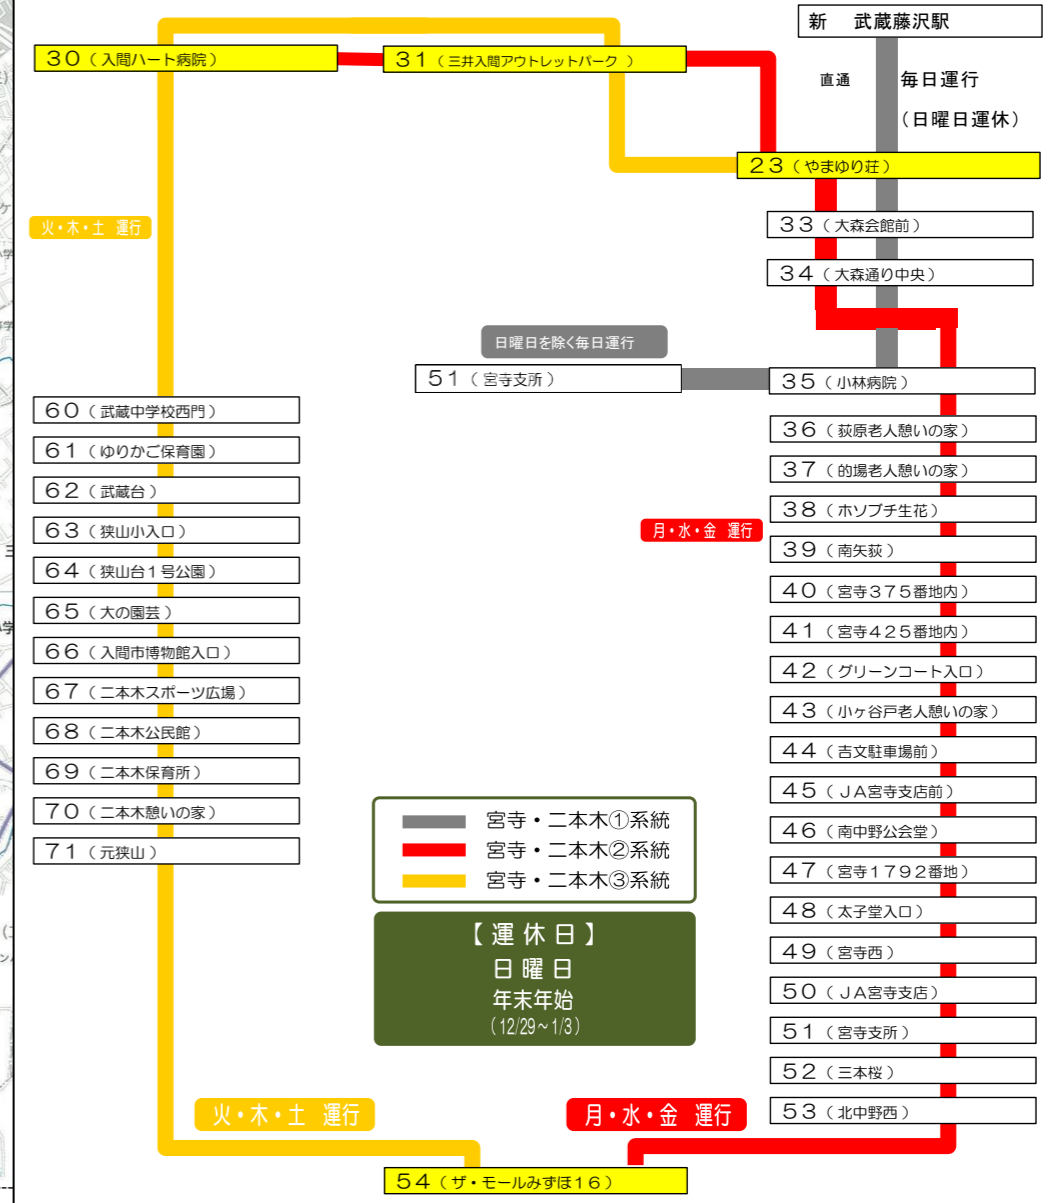 新　武蔵藤沢駅
30（入間ハート病院）
31（三井入間アウトレットパーク ）
直通
毎日運行
（日曜日運休）
23（やまゆり荘）
火・木・土 運行
33（大森会館前）
34（大森通り中央）
日曜日を除く毎日運行
51（宮寺支所）
35（小林病院）
60（武蔵中学校西門）
61（ゆりかご保育園）
62（武蔵台）
63（狭山小入口）
64（狭山台１号公園）
65（大の園芸）
66（入間市博物館入口）
67（二本木スポーツ広場）
68（二本木公民館）
69（二本木保育所）
70（二本木憩いの家）
71（元狭山）
36（荻原老人憩いの家）
37（的場老人憩いの家）
38（ホソブチ生花）
月・水・金 運行
39（南矢荻）
40（宮寺３７５番地内）
41（宮寺４２５番地内）
42（グリーンコート入口）
43（小ヶ谷戸老人憩いの家）
44（吉文駐車場前）
45（ＪＡ宮寺支店前）
46（南中野公会堂）
47（宮寺１７９２番地）
48（太子堂入口）
49（宮寺西）
50（ＪＡ宮寺支店）
51（宮寺支所）
52（三本桜）
53（北中野西）
宮寺・二本木①系統
宮寺・二本木②系統
宮寺・二本木③系統
【運休日】
日曜日
年末年始
（12/29～1/3）
火・木・土 運行
月・水・金 運行
54（ザ・モールみずほ１６）